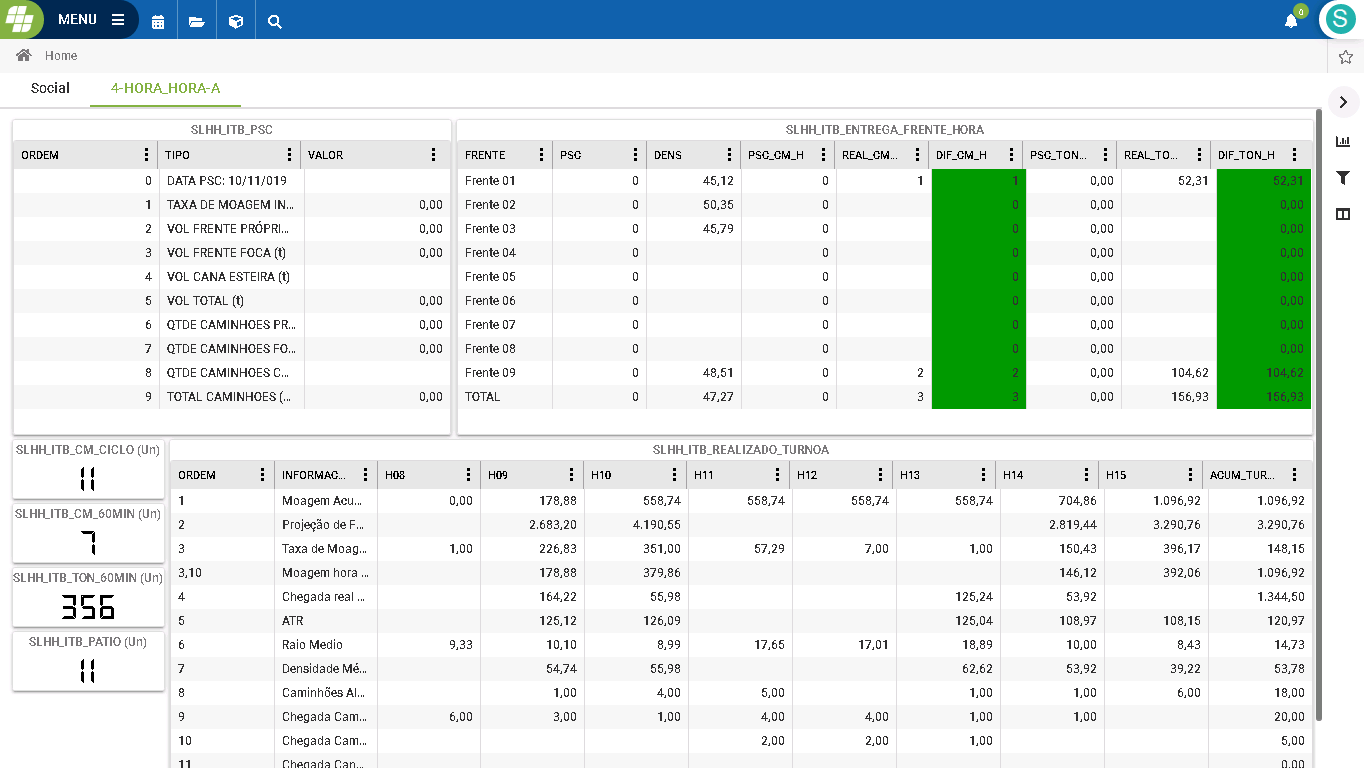 MENU
0
S
Home
Social 4-HORA_HORA-A
SLHH_ITB_PSC
ORDEM TIPO VALOR
0 DATA PSC: 10/11/019
1 TAXA DE MOAGEM IN... 0,00
2 VOL FRENTE PRÓPRI... 0,00
3 VOL FRENTE FOCA (t) 0,00
4 VOL CANA ESTEIRA (t)
5 VOL TOTAL (t) 0,00
6 QTDE CAMINHOES PR... 0,00
7 QTDE CAMINHOES FO... 0,00
8 QTDE CAMINHOES C...
9 TOTAL CAMINHOES (... 0,00
SLHH_ITB_ENTREGA_FRENTE_HORA
FRENTE PSC DENS PSC_CM_H REAL_CM... DIF_CM_H PSC_TON... REAL_TO... DIF_TON_H
Frente 01 0 45,12 0 1 1 0,00 52,31 52,31
Frente 02 0 50,35 0 0 0,00 0,00
Frente 03 0 45,79 0 0 0,00 0,00
Frente 04 0 0 0 0,00 0,00
Frente 05 0 0 0 0,00 0,00
Frente 06 0 0 0 0,00 0,00
Frente 07 0 0 0 0,00 0,00
Frente 08 0 0 0 0,00 0,00
Frente 09 0 48,51 0 2 2 0,00 104,62 104,62
TOTAL 0 47,27 0 3 3 0,00 156,93 156,93
SLHH_ITB_CM_CICLO (Un)
11
SLHH_ITB_CM_60MIN (Un)
7
SLHH_ITB_TON_60MIN (Un)
356
SLHH_ITB_PATIO (Un)
11
SLHH_ITB_REALIZADO_TURNOA
ORDEM INFORMAC... H08 H09 H10 H11 H12 H13 H14 H15 ACUM_TUR...
1 Moagem Acu... 0,00 178,88 558,74 558,74 558,74 558,74 704,86 1.096,92 1.096,92
2 Projeção de F... 2.683,20 4.190,55 2.819,44 3.290,76 3.290,76
3 Taxa de Moag... 1,00 226,83 351,00 57,29 7,00 1,00 150,43 396,17 148,15
3,10 Moagem hora ... 178,88 379,86 146,12 392,06 1.096,92
4 Chegada real ... 164,22 55,98 125,24 53,92 1.344,50
5 ATR 125,12 126,09 125,04 108,97 108,15 120,97
6 Raio Medio 9,33 10,10 8,99 17,65 17,01 18,89 10,00 8,43 14,73
7 Densidade Mé... 54,74 55,98 62,62 53,92 39,22 53,78
8 Caminhões Al... 1,00 4,00 5,00 1,00 1,00 6,00 18,00
9 Chegada Cam... 6,00 3,00 1,00 4,00 4,00 1,00 1,00 20,00
10 Chegada Cam... 2,00 2,00 1,00 5,00
11 Chegada Can... 0,00